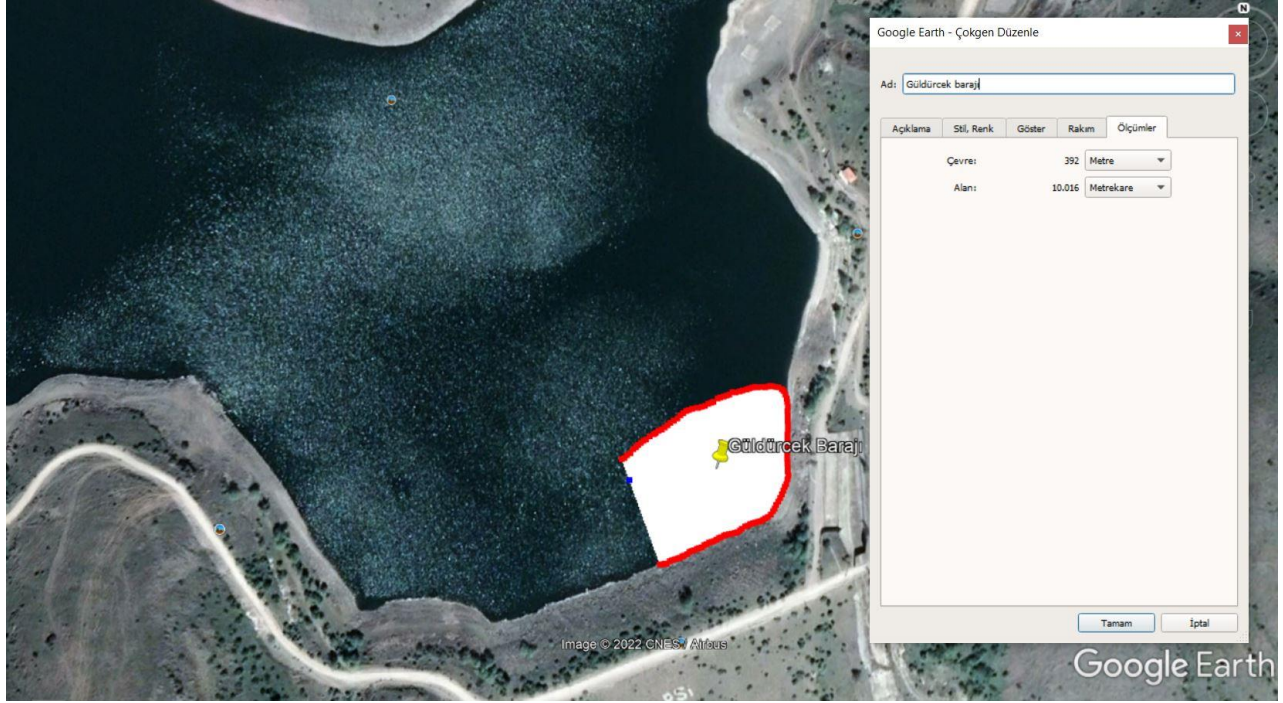 N
Google Earth - Çokgen Düzenle
Ad: Güldürcek barajı
Açıklama Stil, Renk Göster Rakım Ölçümler
Çevre: 392 Metre
Alan: 10.016 Metrekare
Güldürcek Barajı
Tamam İptal
Image © 2022 CNES / Airbus
Google Earth